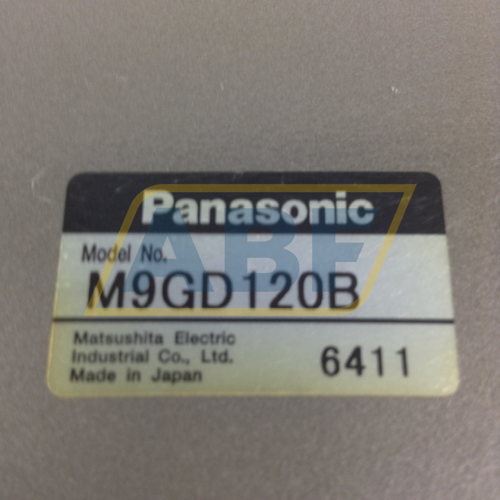 Panasonic
Model No.
M9GD120B
Matsushita Electric
Industrial Co., Ltd.
Made in Japan
6411
ABF